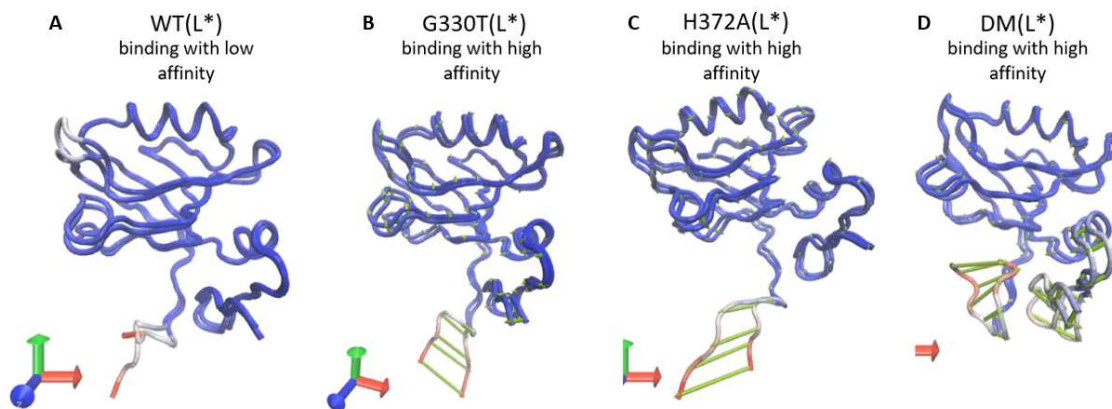 A
WT(L*)
binding with low
affinity
B
G330T(L*)
binding with high
affinity
C
H372A(L*)
binding with high
affinity
D
DM(L*)
binding with high
affinity